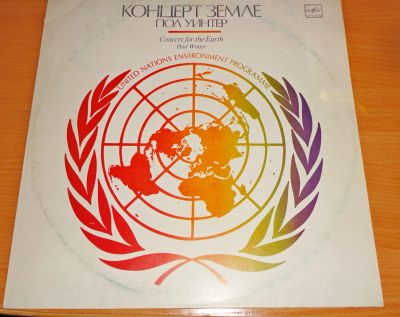 КОНЦЕРТ ЗЕМЛЕ
ПОЛ УИНТЕР
Concert for the Earth
Paul Winter
UNITED NATIONS ENVIRONMENT PROGRAMME